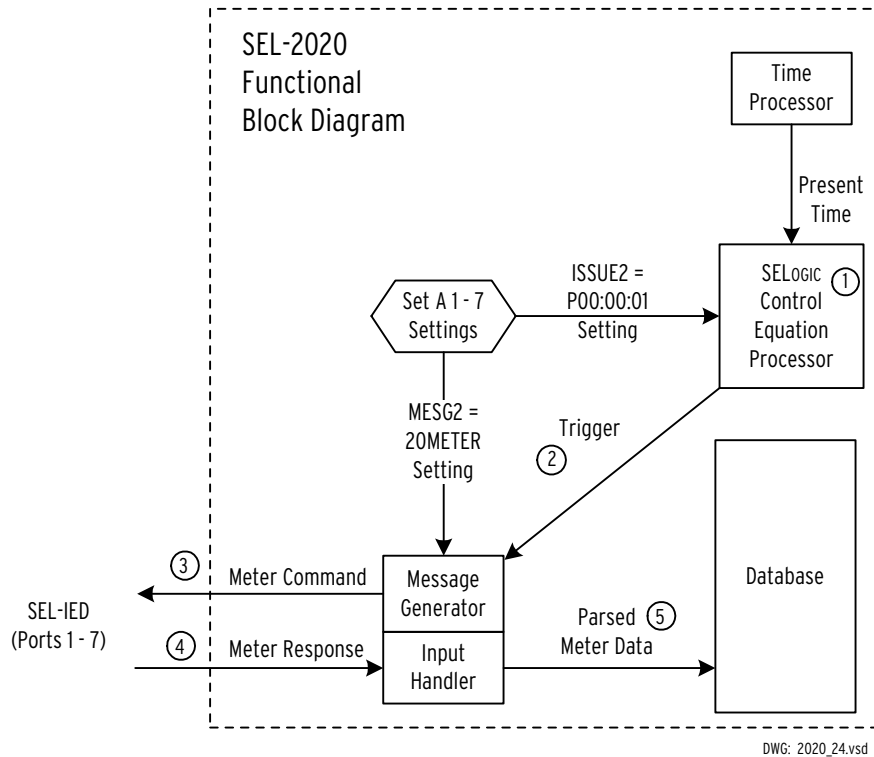 SEL-2020
Functional
Block Diagram
Time
Processor
Present
Time
ISSUE2 =
P00:00:01
Setting
SELOGIC
Control
Equation
Processor
1
Set A 1 - 7
Settings
MESG2 =
20METER
Setting
Trigger
2
3
Meter Command
Message
Generator
Database
SEL-IED
(Ports 1 - 7)
4
Meter Response
Input
Handler
Parsed
Meter Data
5
DWG: 2020_24.vsd